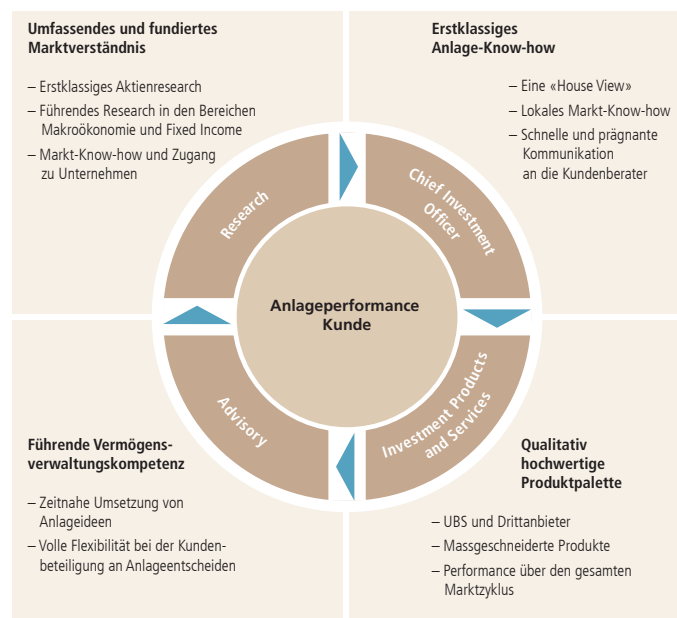 Umfassendes und fundiertes
Marktverständnis
– Erstklassiges Aktienresearch
– Führendes Research in den Bereichen
Makroökonomie und Fixed Income
– Markt-Know-how und Zugang
zu Unternehmen
Erstklassiges
Anlage-Know-how
– Eine «House View»
– Lokales Markt-Know-how
– Schnelle und prägnante
Kommunikation
an die Kundenberater
Research
Chief Investment
Officer
Anlageperformance
Kunde
Advisory
Investment Products
and Services
Führende Vermögens-
verwaltungskompetenz
– Zeitnahe Umsetzung von
Anlageideen
– Volle Flexibilität bei der Kunden-
beteiligung an Anlageentscheiden
Qualitativ
hochwertige
Produktpalette
– UBS und Drittanbieter
– Massgeschneiderte Produkte
– Performance über den gesamten
Marktzyklus